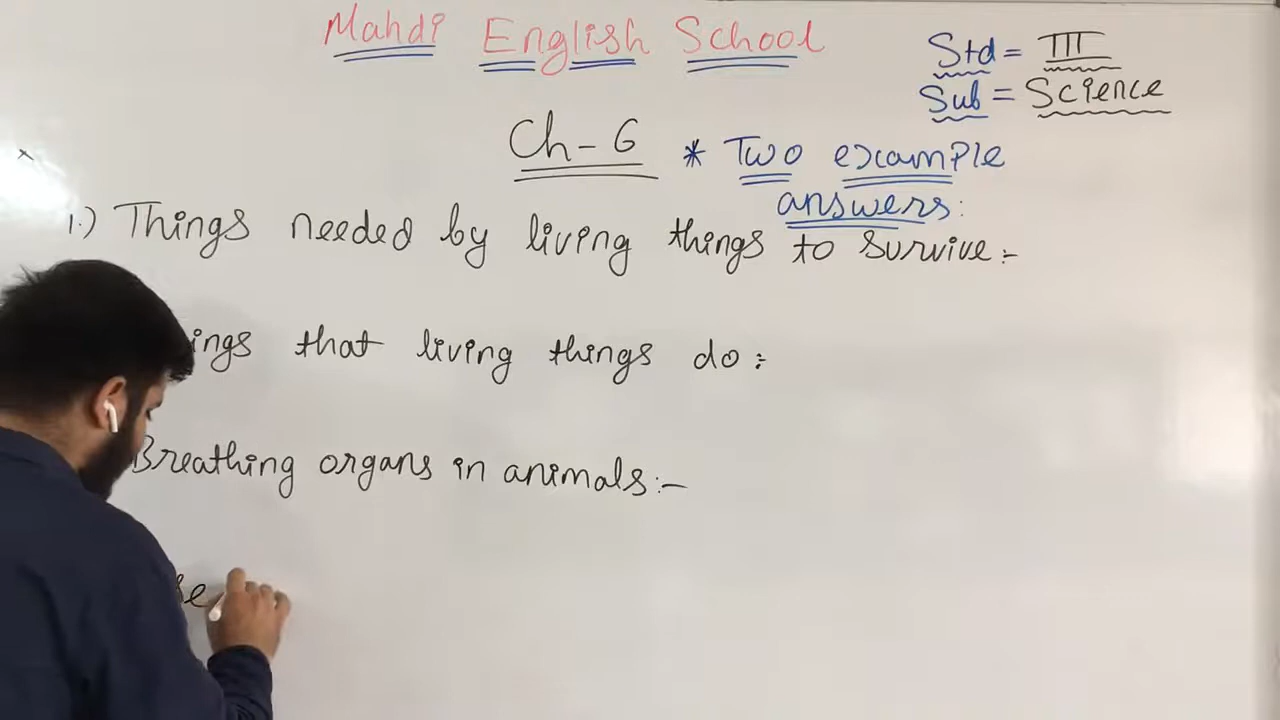 Mahdi English School
Std = III
Sub = Science
Ch-6 * Two example
answers:
1.) Things needed by living things to survive:-
ings that living things do:
Breathing organs in animals:-